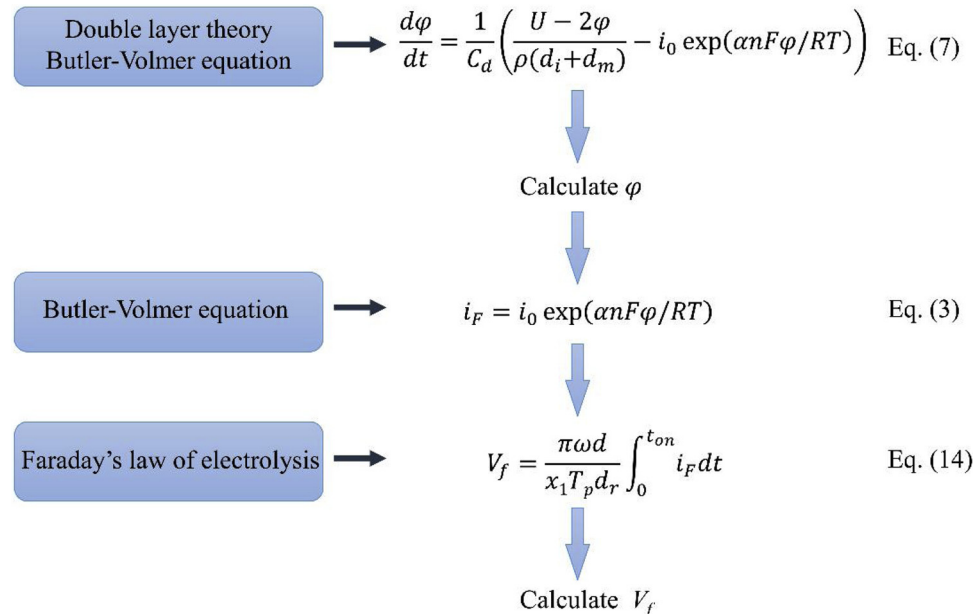 Double layer theory
Butler-Volmer equation
dφ/dt = 1/C_d ( (U − 2φ)/(ρ(d_i+d_m)) − i_0 exp(αnFφ/RT) ) Eq. (7)
Calculate φ
Butler-Volmer equation
i_F = i_0 exp(αnFφ/RT) Eq. (3)
Faraday's law of electrolysis
V_f = πωd/(x_1 T_p d_r) ∫_0^{t_on} i_F dt Eq. (14)
Calculate V_f